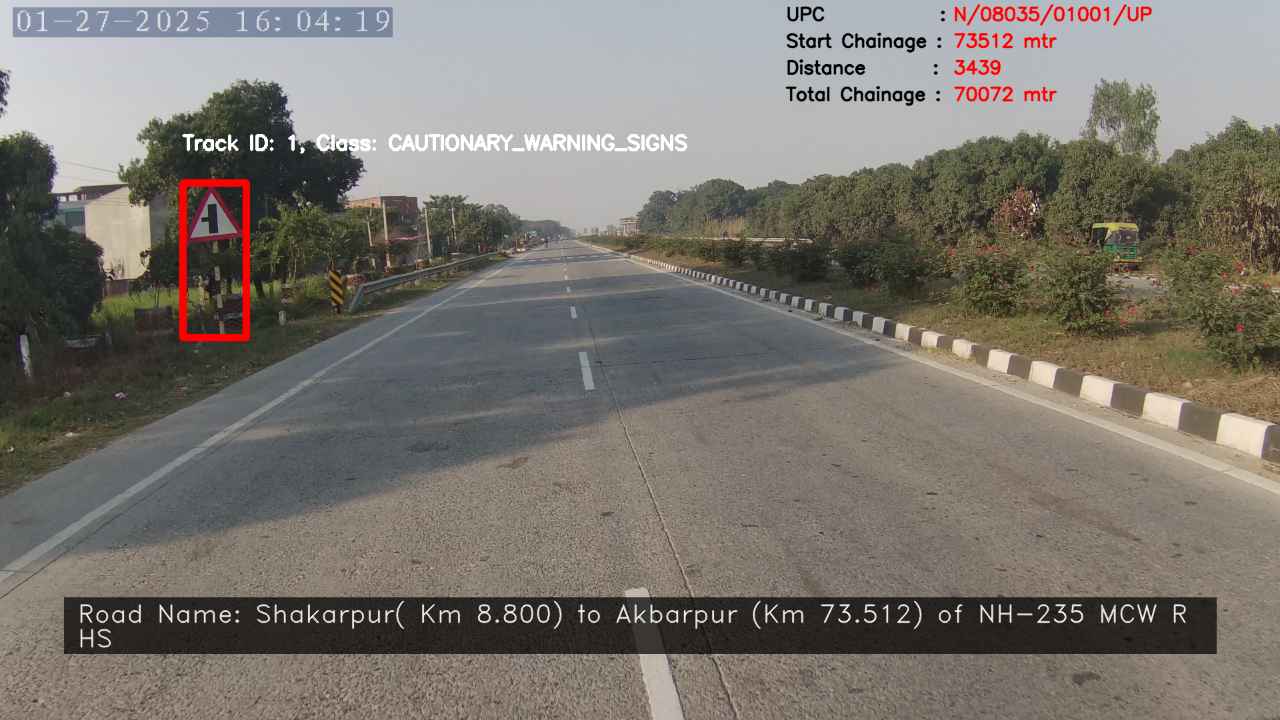 01-27-2025 16:04:19
UPC : N/08035/01001/UP
Start Chainage : 73512 mtr
Distance : 3439
Total Chainage : 70072 mtr
Track ID: 1, Class: CAUTIONARY_WARNING_SIGNS
Road Name: Shakarpur( Km 8.800) to Akbarpur (Km 73.512) of NH-235 MCW R
HS